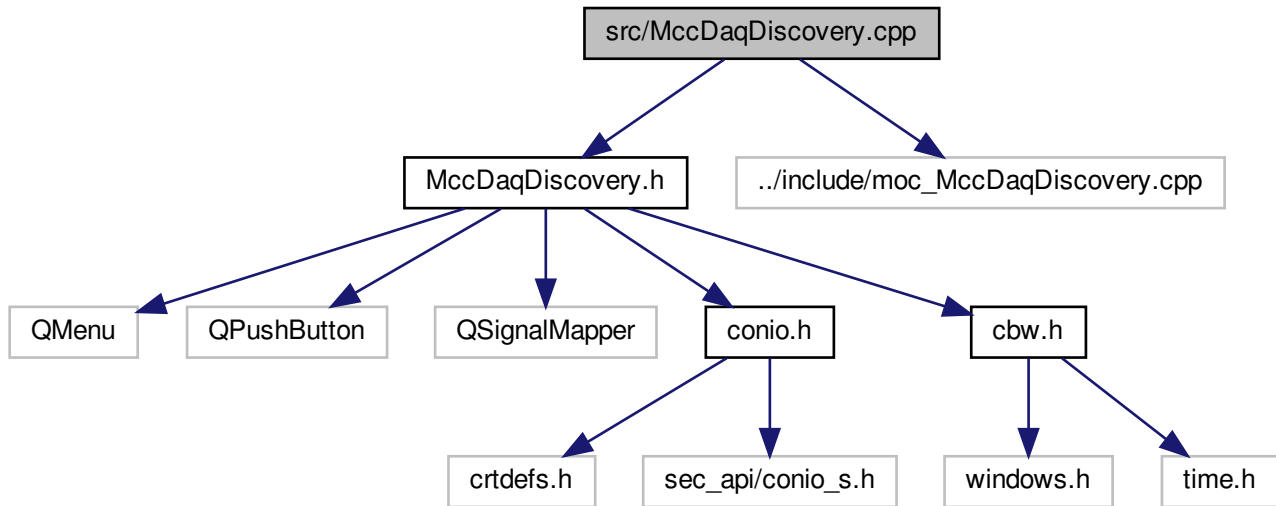 src/MccDaqDiscovery.cpp
MccDaqDiscovery.h
../include/moc_MccDaqDiscovery.cpp
QMenu
QPushButton
QSignalMapper
conio.h
cbw.h
crtdefs.h
sec_api/conio_s.h
windows.h
time.h